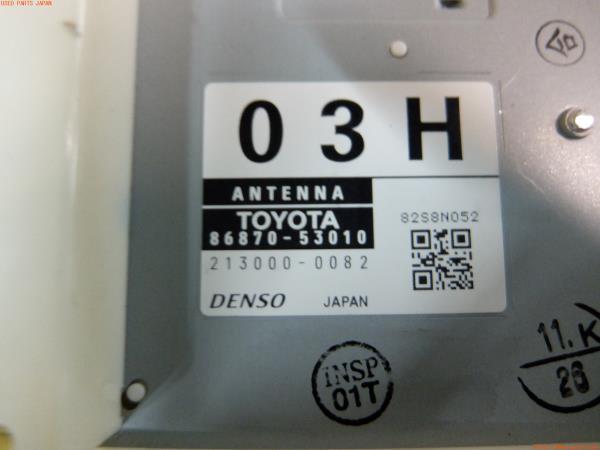 USED PARTS JAPAN
03H
ANTENNA
TOYOTA
86870-53010
82S8N052
213000-0082
DENSO JAPAN
11.K
26
INSP
01T